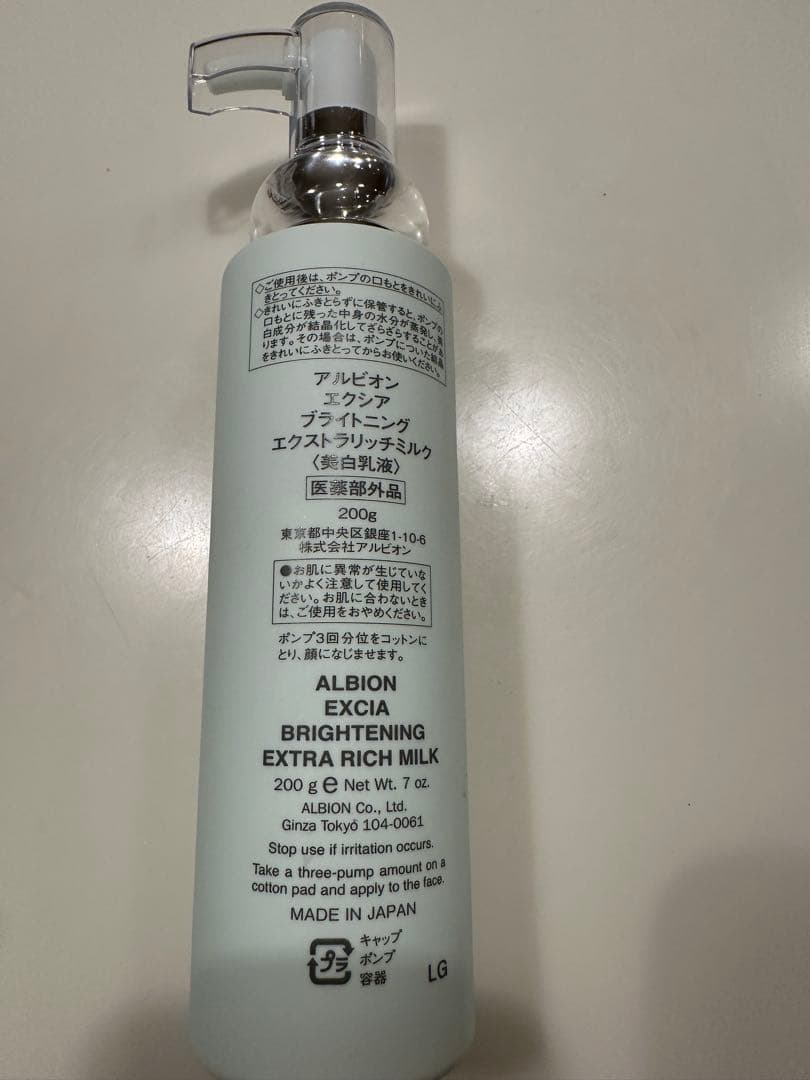 ◇ご使用後は、ポンプの口もとをきれいにふ
きとってください。
◇きれいにふきとらずに保管すると、ポンプの
口もとに残った中身の水分が蒸発し、美
白成分が結晶化してざらざらすることがあ
ります。その場合は、ポンプについた結晶
をきれいにふきとってからお使いください。
アルビオン
エクシア
ブライトニング
エクストラリッチミルク
〈美白乳液〉
医薬部外品
200g
東京都中央区銀座1-10-6
株式会社アルビオン
●お肌に異常が生じていな
いかよく注意して使用してく
ださい。お肌に合わないとき
は、ご使用をおやめください。
ポンプ3回分位をコットンに
とり、顔になじませます。
ALBION
EXCIA
BRIGHTENING
EXTRA RICH MILK
200 g e Net Wt. 7 oz.
ALBION Co., Ltd.
Ginza Tokyo 104-0061
Stop use if irritation occurs.
Take a three-pump amount on a
cotton pad and apply to the face.
MADE IN JAPAN
プラ
キャップ
ポンプ
容器
LG